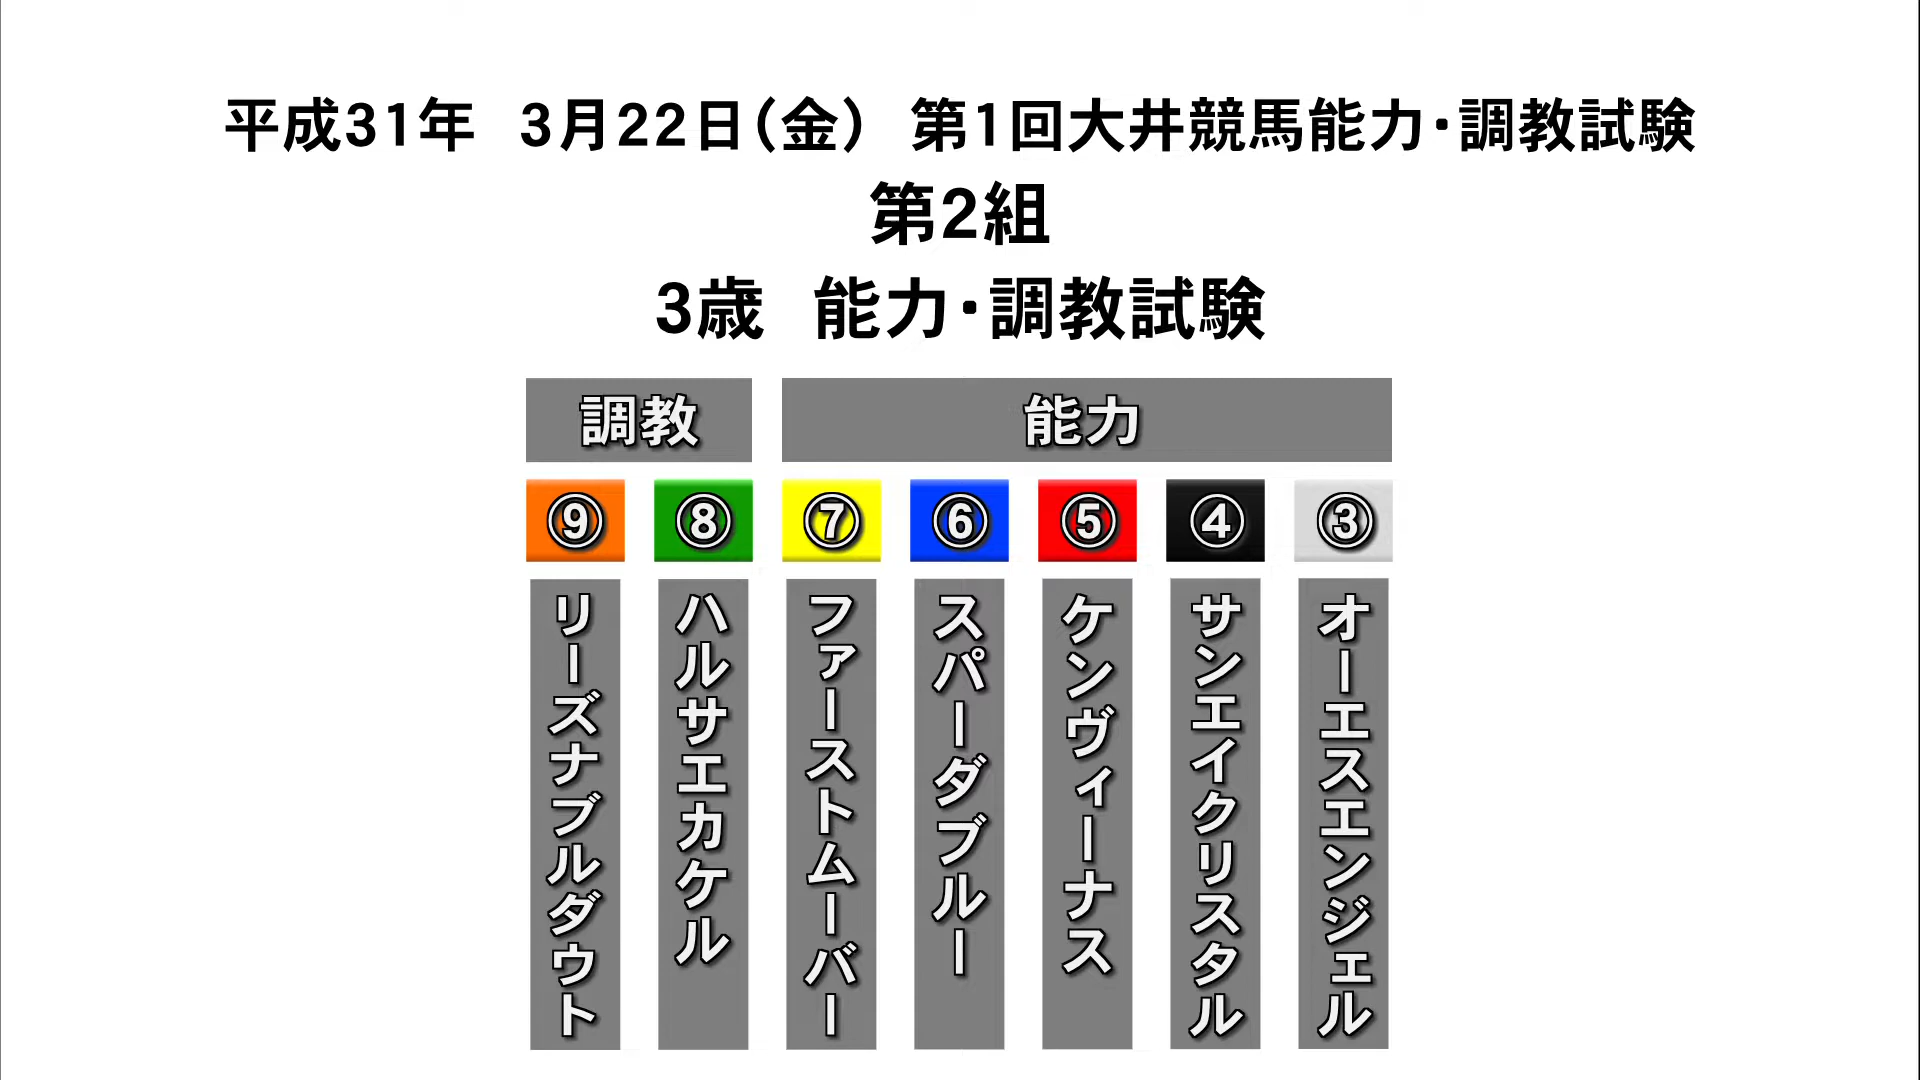 平成31年　3月22日(金)　第1回大井競馬能力・調教試験
第2組
3歳　能力・調教試験
能力
③
オーエスエンジェル
④
サンエイクリスタル
⑤
ケンヴィーナス
⑥
スパーダブルー
⑦
ファーストムーバー
調教
⑧
ハルサエカケル
⑨
リーズナブルダウト